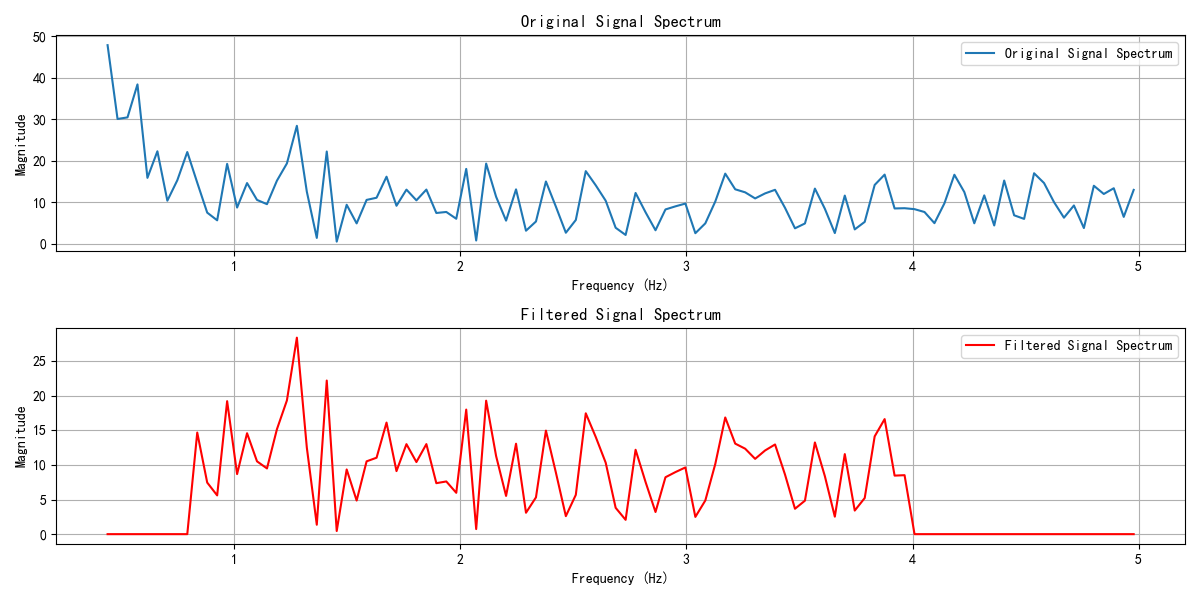 Original Signal Spectrum
50
40
30
20
10
0
Magnitude
Original Signal Spectrum
1 2 3 4 5
Frequency (Hz)
Filtered Signal Spectrum
25
20
15
10
5
0
Magnitude
Filtered Signal Spectrum
1 2 3 4 5
Frequency (Hz)